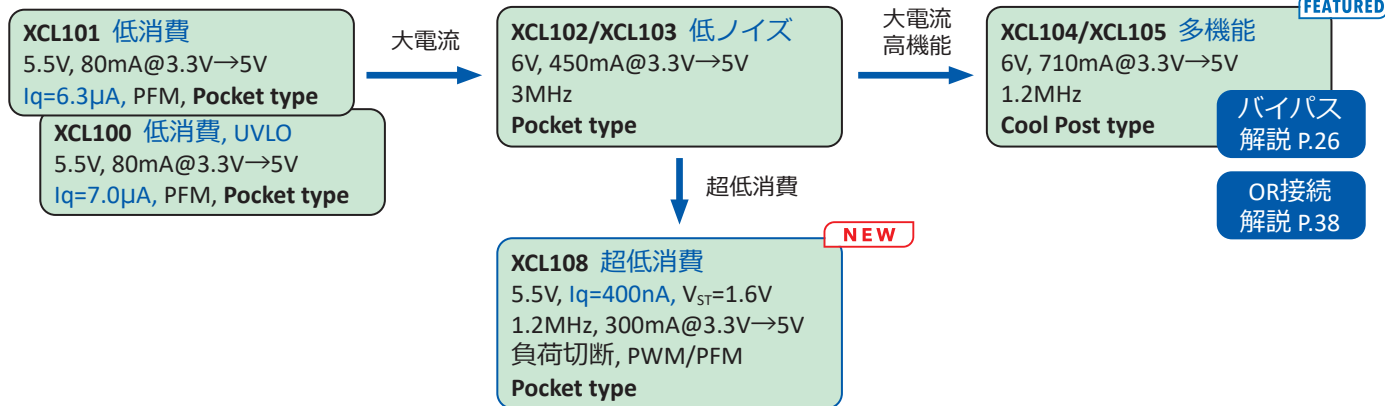 XCL101 低消費
5.5V, 80mA@3.3V→5V
Iq=6.3µA, PFM, Pocket type
XCL100 低消費, UVLO
5.5V, 80mA@3.3V→5V
Iq=7.0µA, PFM, Pocket type
大電流
XCL102/XCL103 低ノイズ
6V, 450mA@3.3V→5V
3MHz
Pocket type
大電流
高機能
FEATURED
XCL104/XCL105 多機能
6V, 710mA@3.3V→5V
1.2MHz
Cool Post type
バイパス
解説 P.26
OR接続
解説 P.38
超低消費
NEW
XCL108 超低消費
5.5V, Iq=400nA, VST=1.6V
1.2MHz, 300mA@3.3V→5V
負荷切断, PWM/PFM
Pocket type